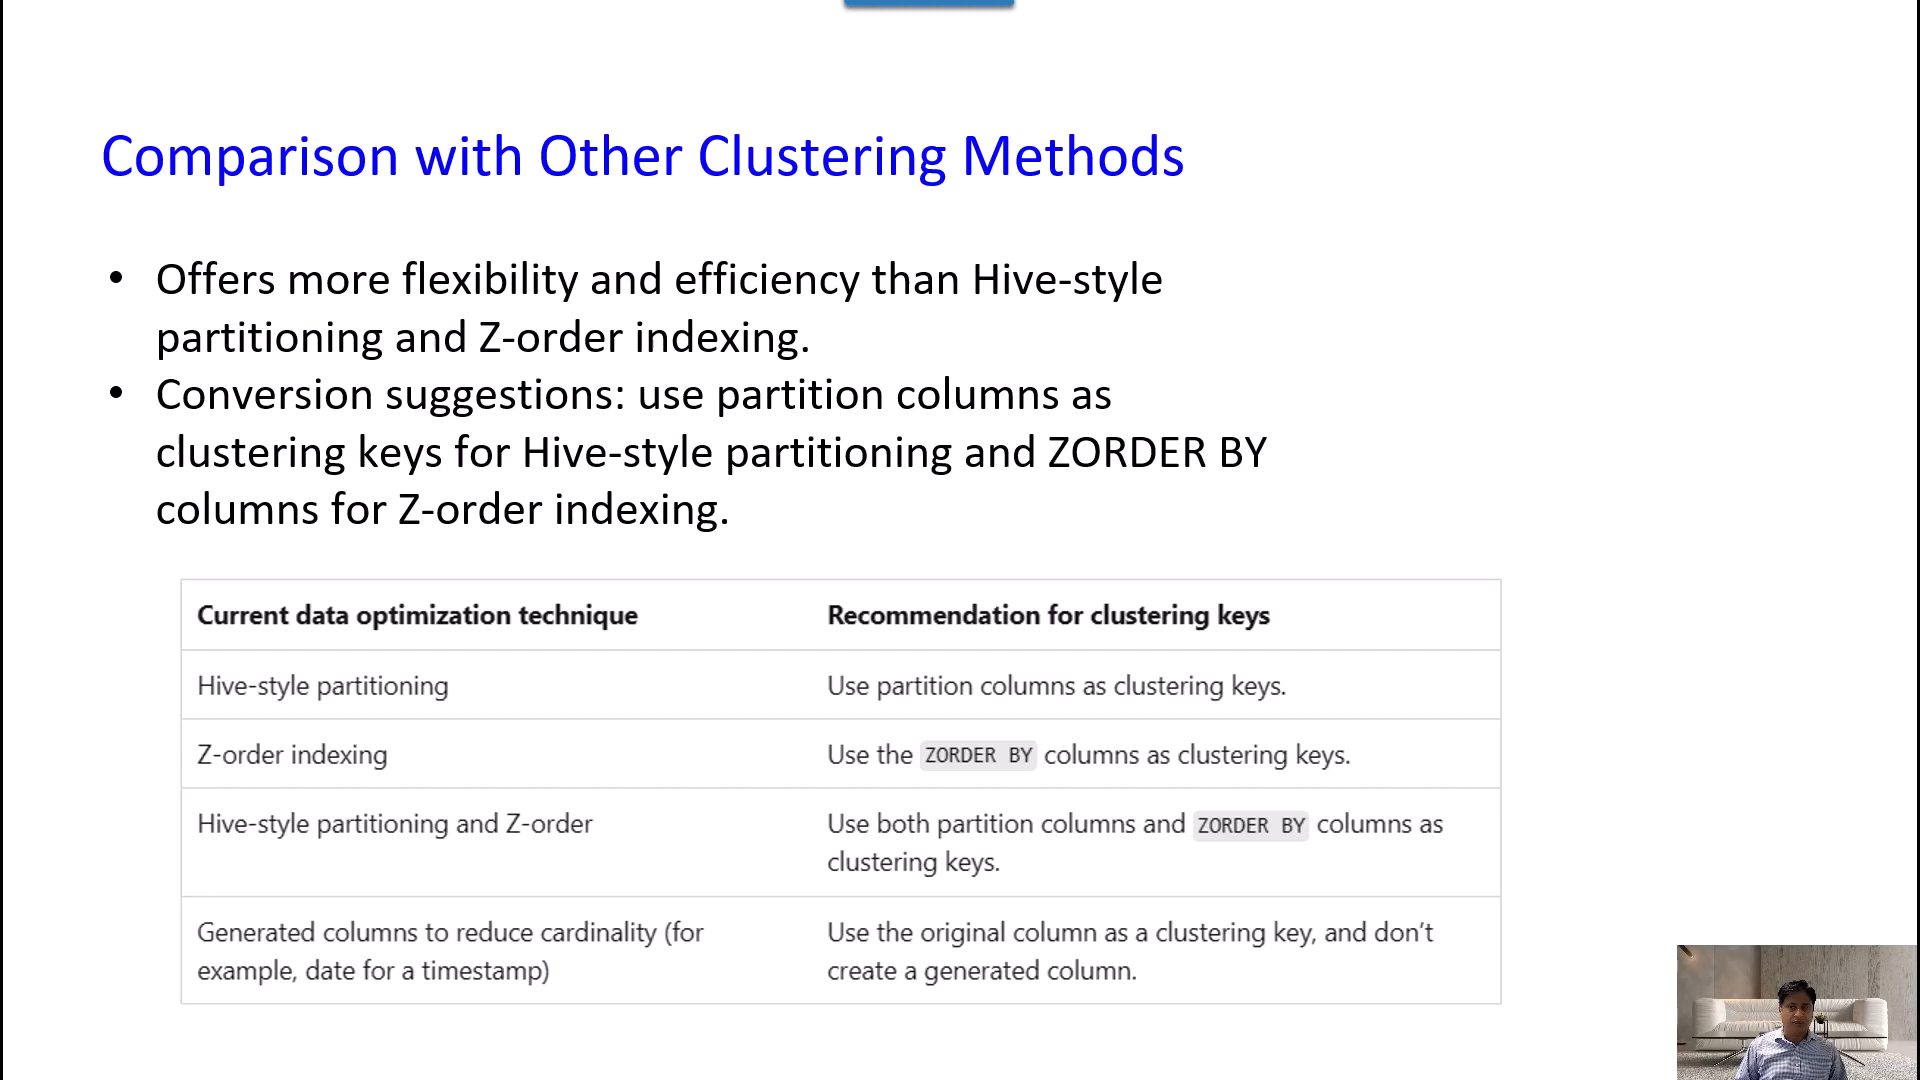 Comparison with Other Clustering Methods
• Offers more flexibility and efficiency than Hive-style
partitioning and Z-order indexing.
• Conversion suggestions: use partition columns as
clustering keys for Hive-style partitioning and ZORDER BY
columns for Z-order indexing.
Current data optimization technique Recommendation for clustering keys
Hive-style partitioning Use partition columns as clustering keys.
Z-order indexing Use the ZORDER BY columns as clustering keys.
Hive-style partitioning and Z-order Use both partition columns and ZORDER BY columns as
clustering keys.
Generated columns to reduce cardinality (for Use the original column as a clustering key, and don’t
example, date for a timestamp) create a generated column.